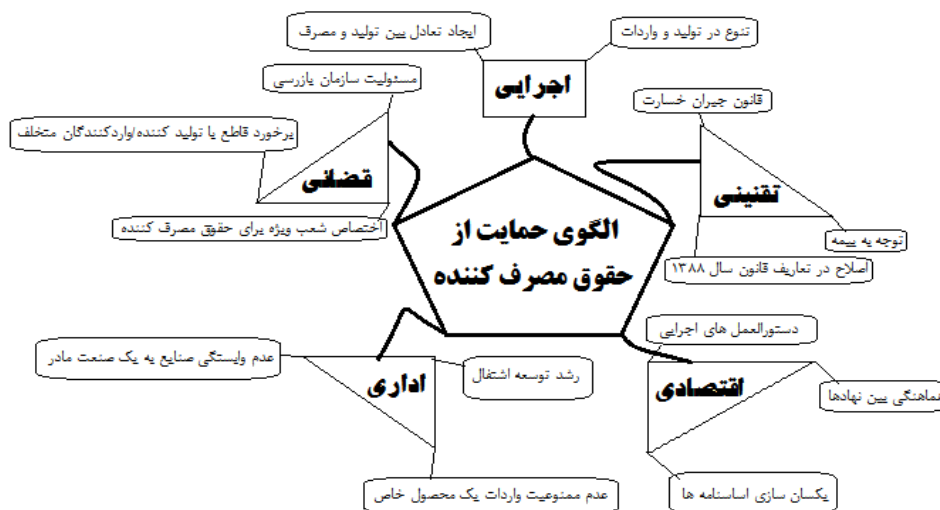 ایجاد تعادل بین تولید و مصرف
تنوع در تولید و واردات
اجرایی
مسئولیت سازمان بازرسی
قانون جبران خسارت
برخورد قاطع با تولید کننده/واردکنندگان متخلف
قضائی
تقنینی
اختصاص شعب ویژه برای حقوق مصرف کننده
توجه به بیمه
اصلاح در تعاریف قانون سال ۱۳۸۸
الگوی حمایت از
حقوق مصرف کننده
دستورالعمل های اجرایی
عدم وابستگی صنایع به یک صنعت مادر
رشد توسعه اشتغال
اداری
اقتصادی
هماهنگی بین نهادها
عدم ممنوعیت واردات یک محصول خاص
یکسان سازی اساسنامه ها